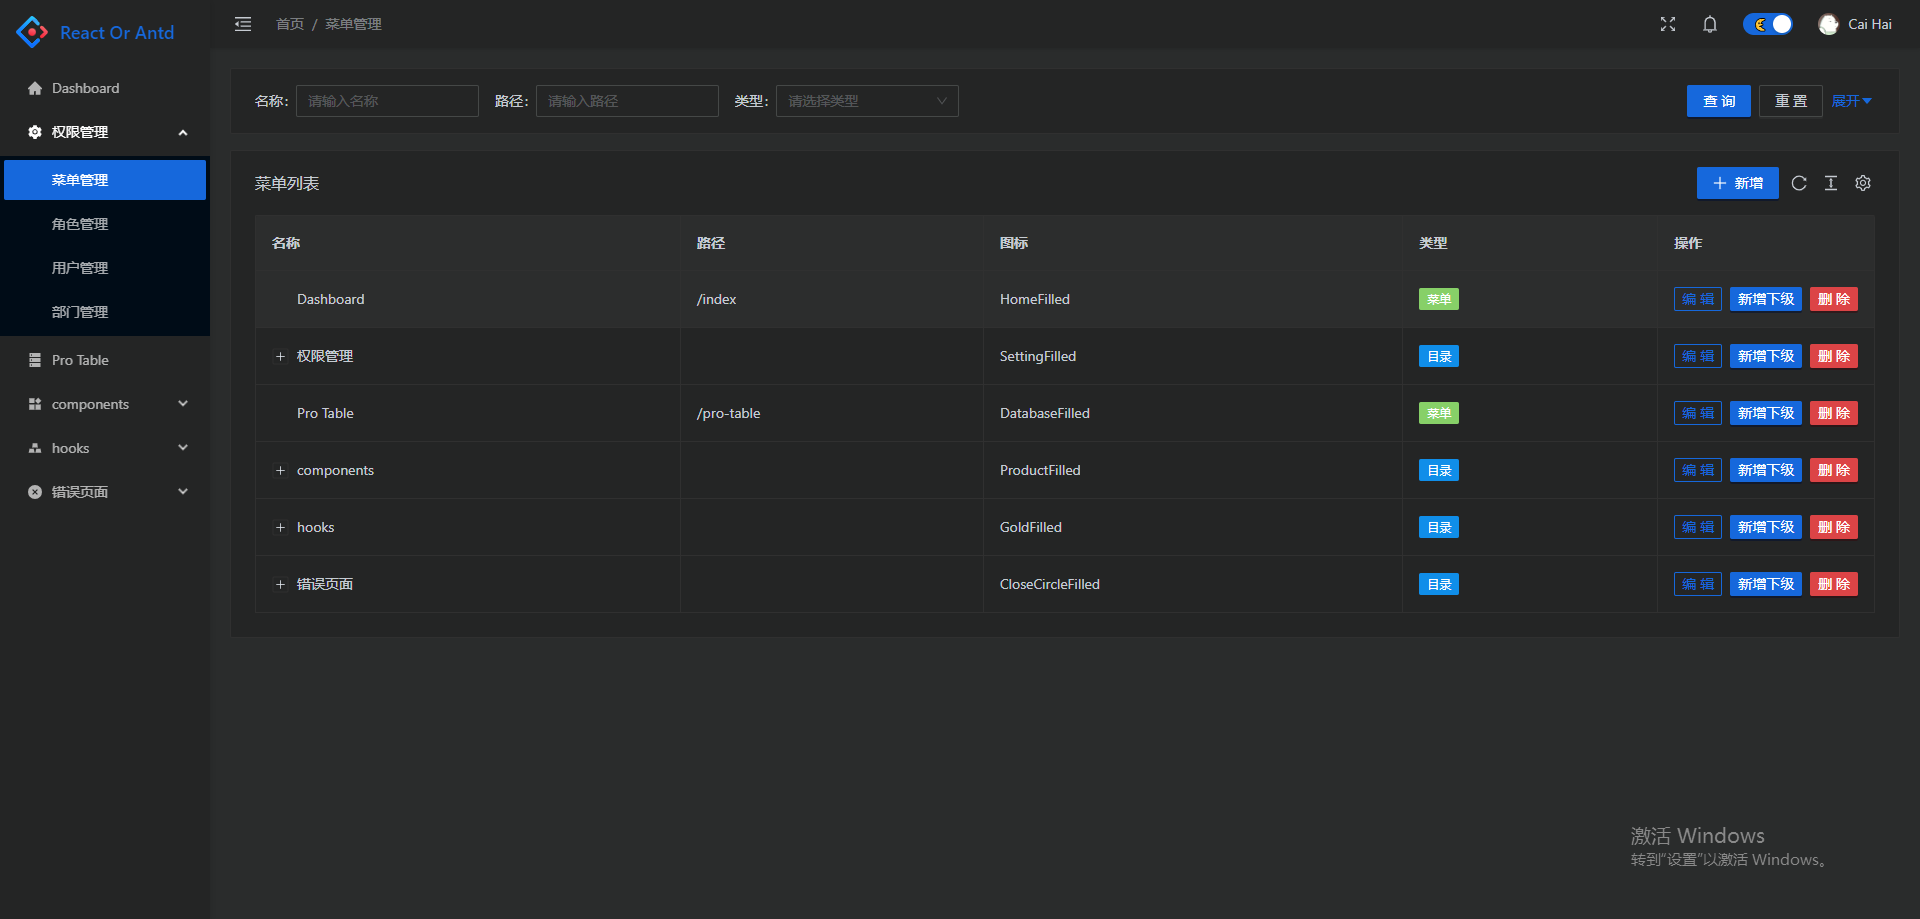 React Or Antd
首页 / 菜单管理
Cai Hai
Dashboard
权限管理
菜单管理
角色管理
用户管理
部门管理
Pro Table
components
hooks
错误页面
名称: 请输入名称 路径: 请输入路径 类型: 请选择类型 查 询 重 置 展开
菜单列表 新增
名称 路径 图标 类型 操作
Dashboard /index HomeFilled 菜单 编 辑 新增下级 删 除
权限管理 SettingFilled 目录 编 辑 新增下级 删 除
Pro Table /pro-table DatabaseFilled 菜单 编 辑 新增下级 删 除
components ProductFilled 目录 编 辑 新增下级 删 除
hooks GoldFilled 目录 编 辑 新增下级 删 除
错误页面 CloseCircleFilled 目录 编 辑 新增下级 删 除
激活 Windows
转到“设置”以激活 Windows。